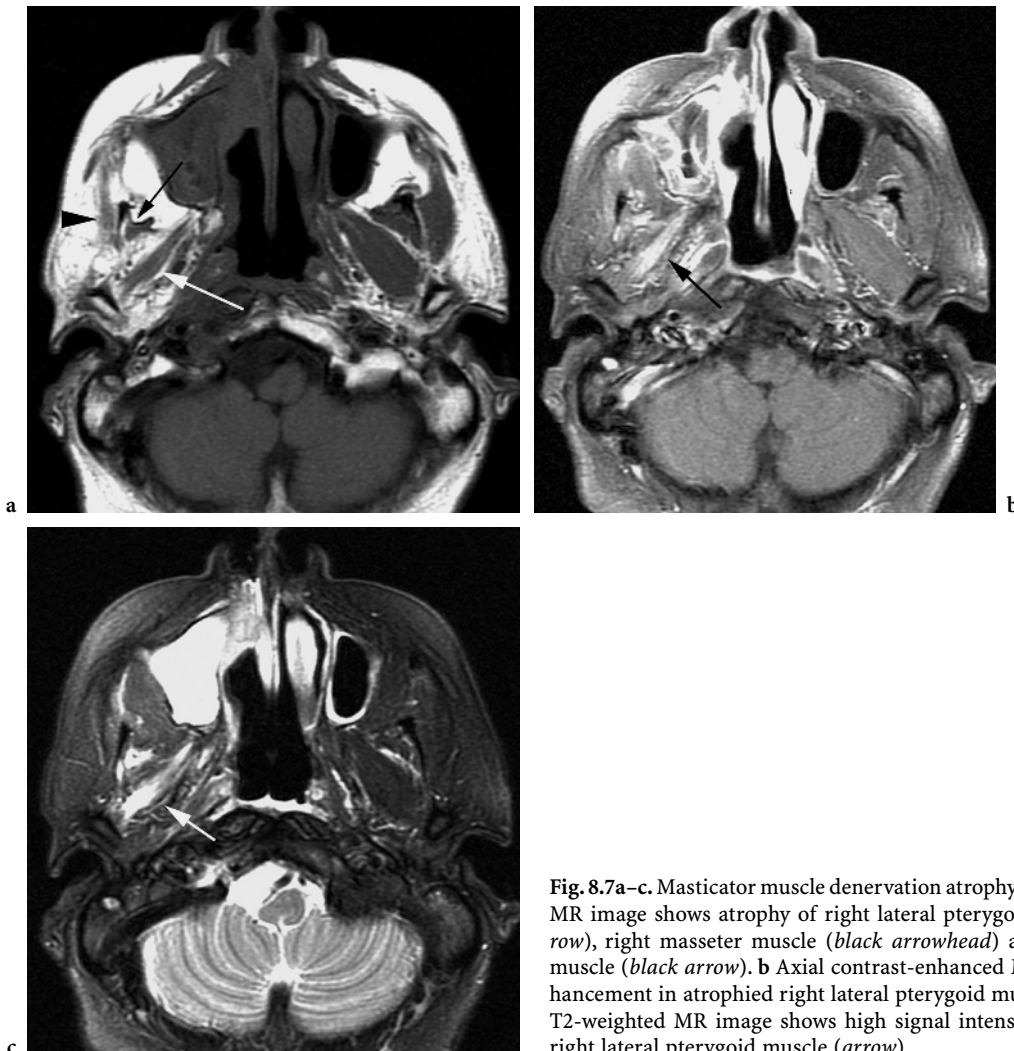 a
b
c
Fig. 8.7a–c. Masticator muscle denervation atrophy
MR image shows atrophy of right lateral pterygo
row), right masseter muscle (black arrowhead) a
muscle (black arrow). b Axial contrast-enhanced
hancement in atrophied right lateral pterygoid mu
T2-weighted MR image shows high signal intens
right lateral pterygoid muscle (arrow)